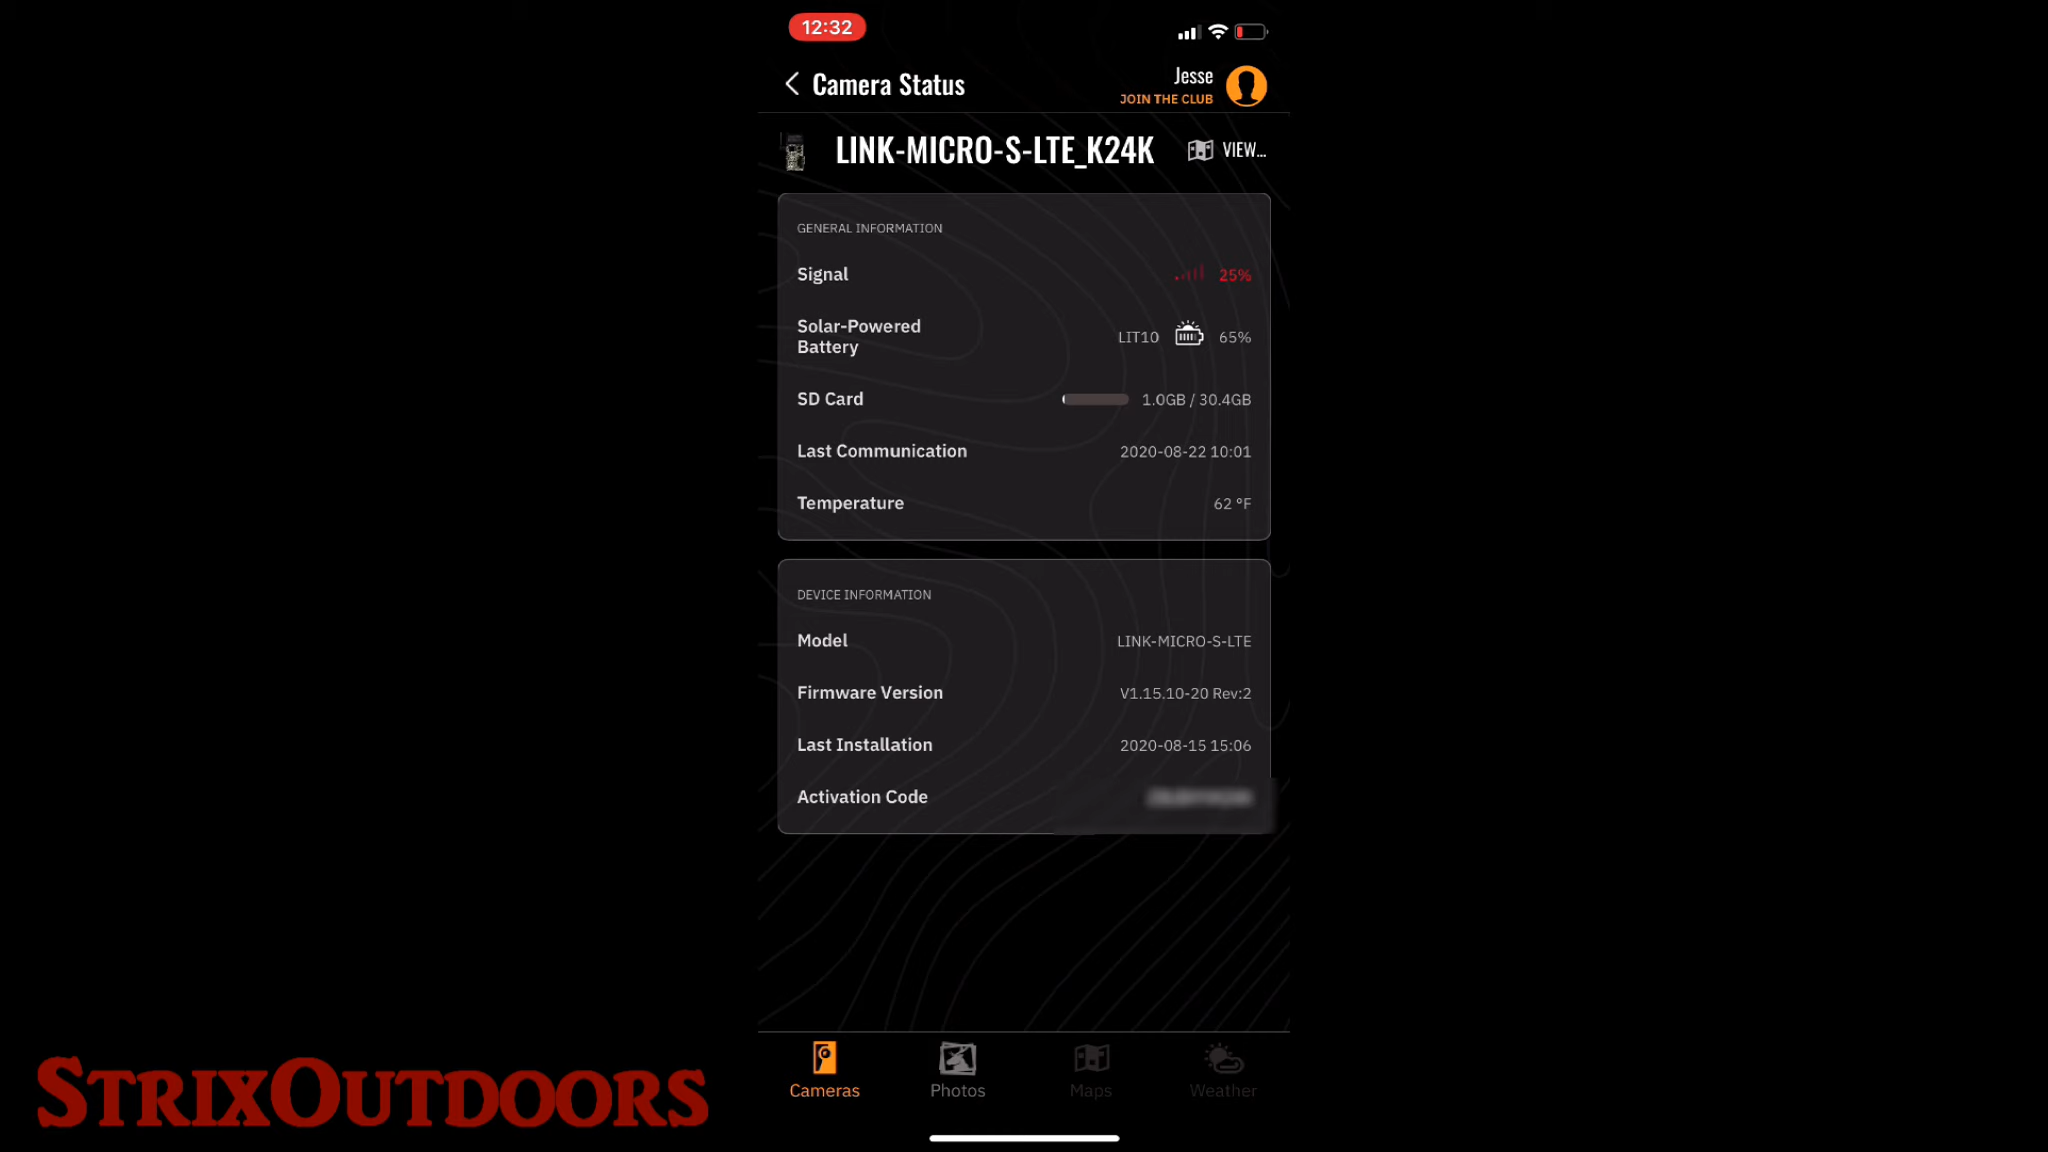 12:32
Camera Status
Jesse
JOIN THE CLUB
LINK-MICRO-S-LTE_K24K
VIEW...
GENERAL INFORMATION
Signal 25%
Solar-Powered
Battery LIT10 65%
SD Card 1.0GB / 30.4GB
Last Communication 2020-08-22 10:01
Temperature 62 °F
DEVICE INFORMATION
Model LINK-MICRO-S-LTE
Firmware Version V1.15.10-20 Rev:2
Last Installation 2020-08-15 15:06
Activation Code
Cameras Photos Maps Weather
STRIXOUTDOORS